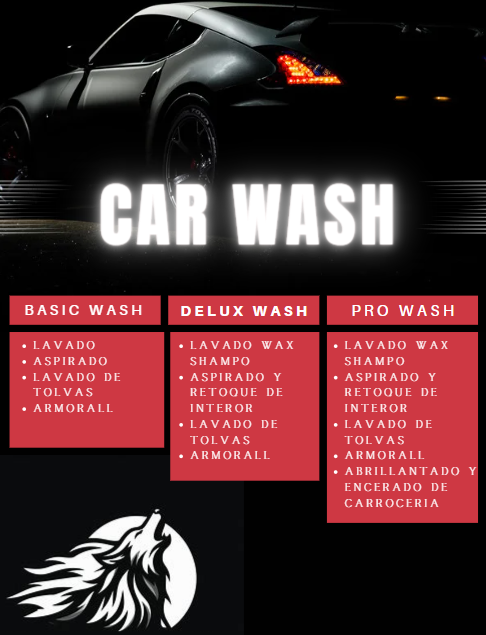 CAR WASH
BASIC WASH
LAVADO
ASPIRADO
LAVADO DE
TOLVAS
ARMORALL
DELUX WASH
LAVADO WAX
SHAMPO
ASPIRADO Y
RETOQUE DE
INTEROR
LAVADO DE
TOLVAS
ARMORALL
PRO WASH
LAVADO WAX
SHAMPO
ASPIRADO Y
RETOQUE DE
INTEROR
LAVADO DE
TOLVAS
ARMORALL
ABRILLANTADO Y
ENCERADO DE
CARROCERIA